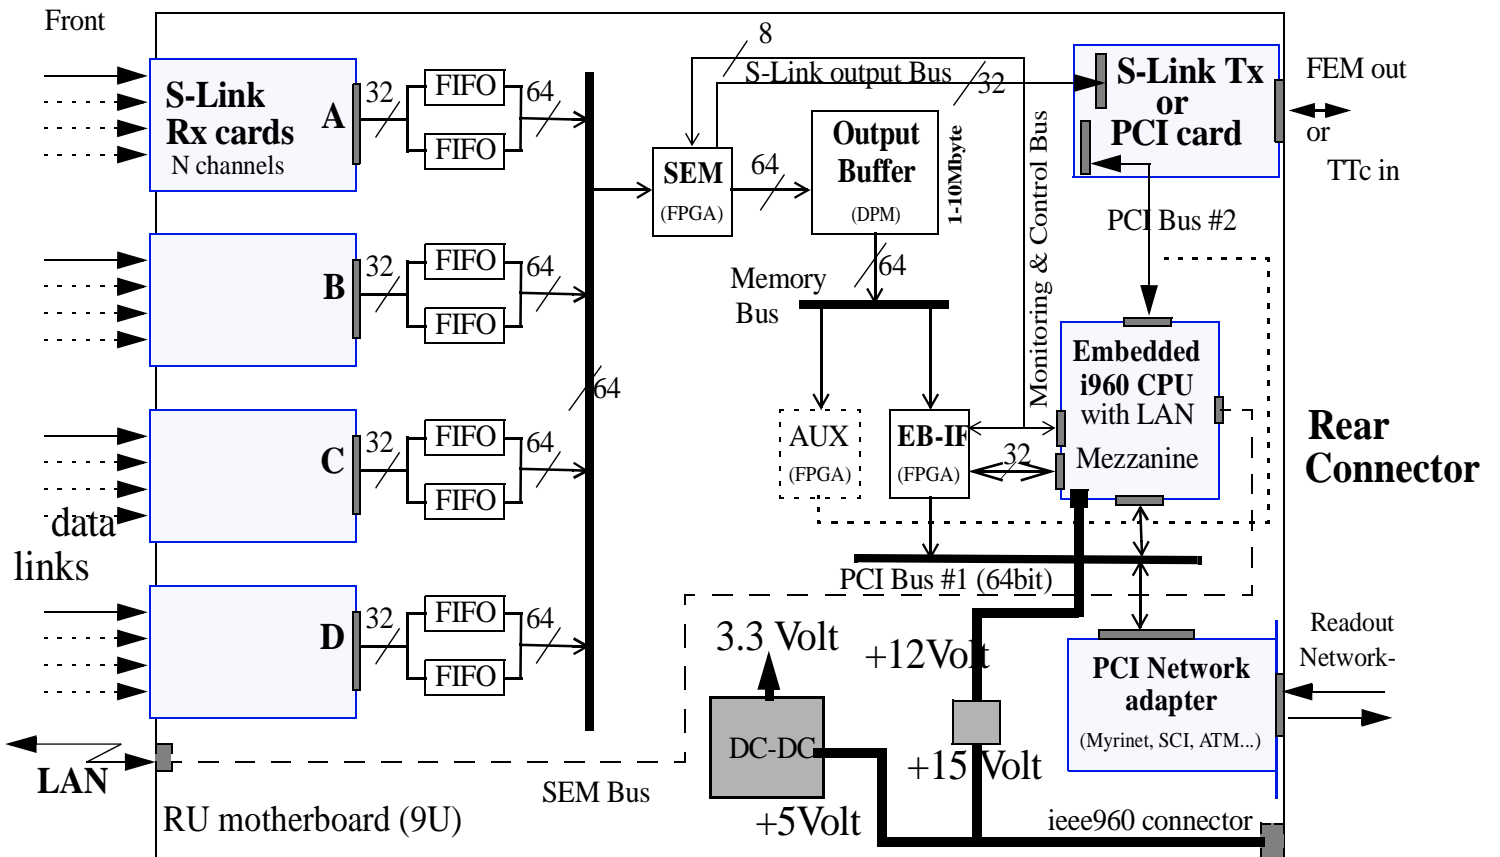 Front
S-Link
Rx cards
N channels
A
32
FIFO
FIFO
64
B
32
FIFO
FIFO
64
C
32
FIFO
FIFO
64
D
32
FIFO
FIFO
64
data
links
LAN
RU motherboard (9U)
64
SEM Bus
SEM
(FPGA)
8
S-Link output Bus
32
64
Output
Buffer
(DPM)
1-10Mbyte
64
Memory
Bus
Monitoring & Control Bus
AUX
(FPGA)
EB-IF
(FPGA)
32
S-Link Tx
or
PCI card
FEM out
or
TTc in
PCI Bus #2
Embedded
i960 CPU
with LAN
Mezzanine
Rear
Connector
PCI Bus #1 (64bit)
3.3 Volt
+12Volt
DC-DC
+15 Volt
+5Volt
PCI Network
adapter
(Myrinet, SCI, ATM...)
Readout
Network-
ieee960 connector